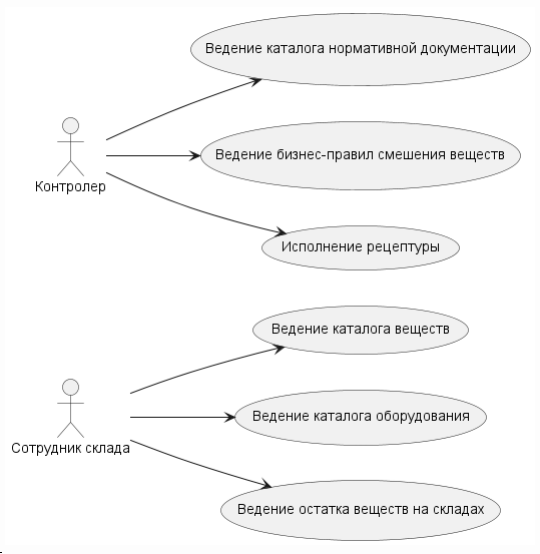 Ведение каталога нормативной документации
Ведение бизнес-правил смешения веществ
Контролер
Исполнение рецептуры
Ведение каталога веществ
Ведение каталога оборудования
Сотрудник склада
Ведение остатка веществ на складах